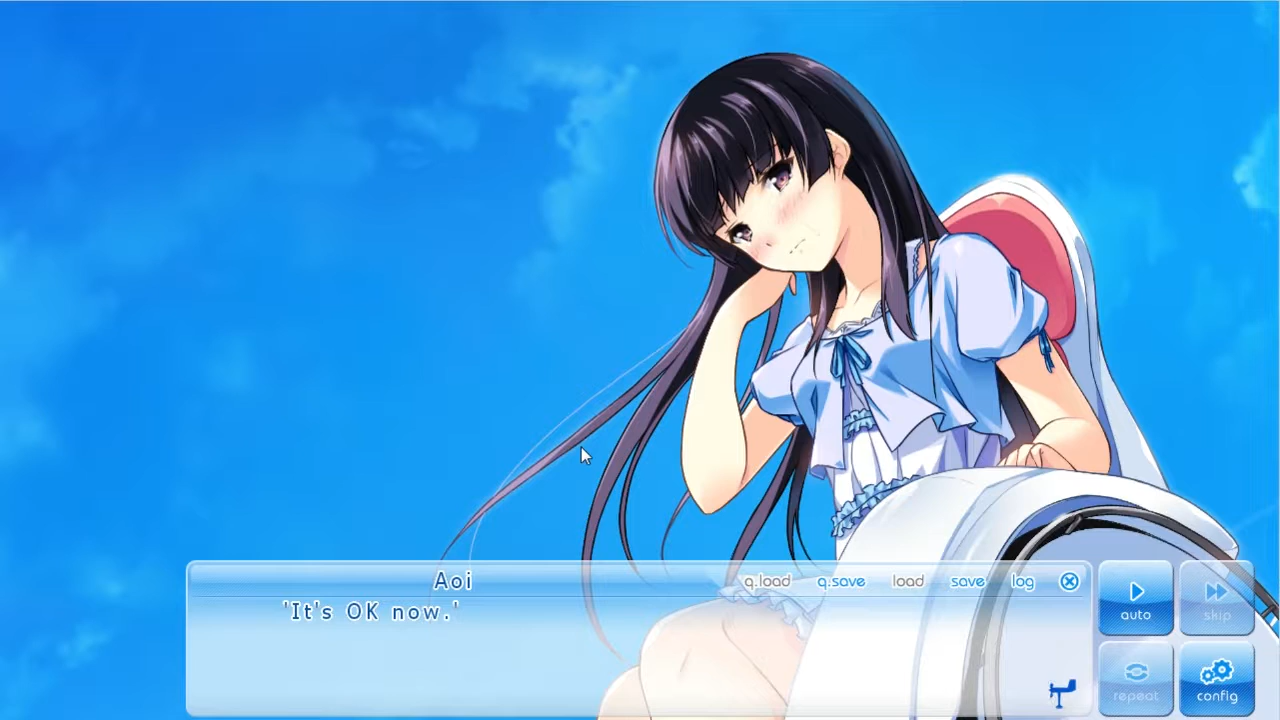 Aoi
q.load q.save load save log
'It's OK now.'
auto
skip
repeat
config